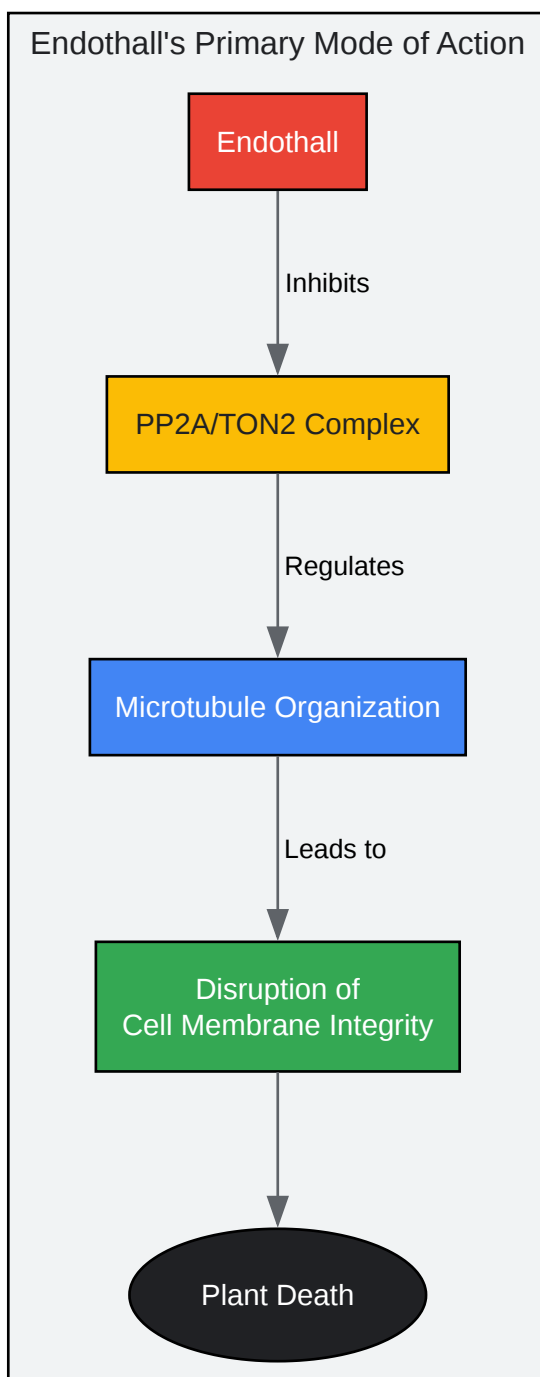 Endothall's Primary Mode of Action
Endothall
Inhibits
PP2A/TON2 Complex
Regulates
Microtubule Organization
Leads to
Disruption of
Cell Membrane Integrity
Plant Death